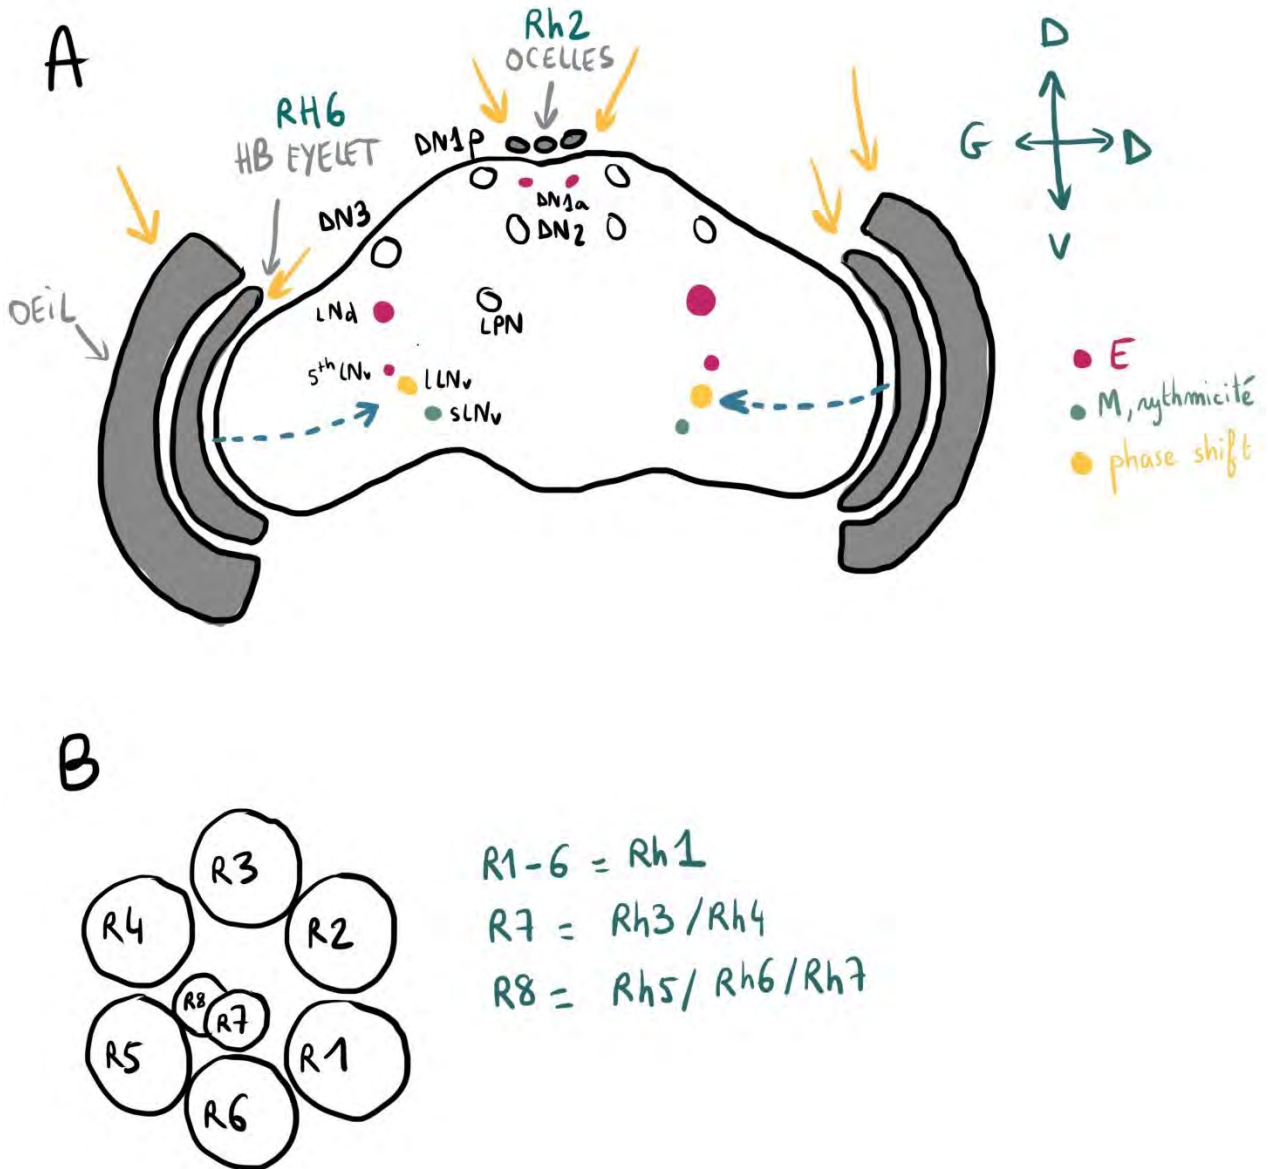 A
Rh2
OCELLES
D
G
D
V
RH6
HB EYELET
DN1p
DN1a
DN3
DN2
OEiL
LNd
LPN
5th LNv
lLNv
sLNv
E
M, rythmicité
phase shift
B
R3
R4
R2
R8
R7
R5
R1
R6
R1-6 = Rh1
R7 = Rh3/Rh4
R8 = Rh5/Rh6/Rh7